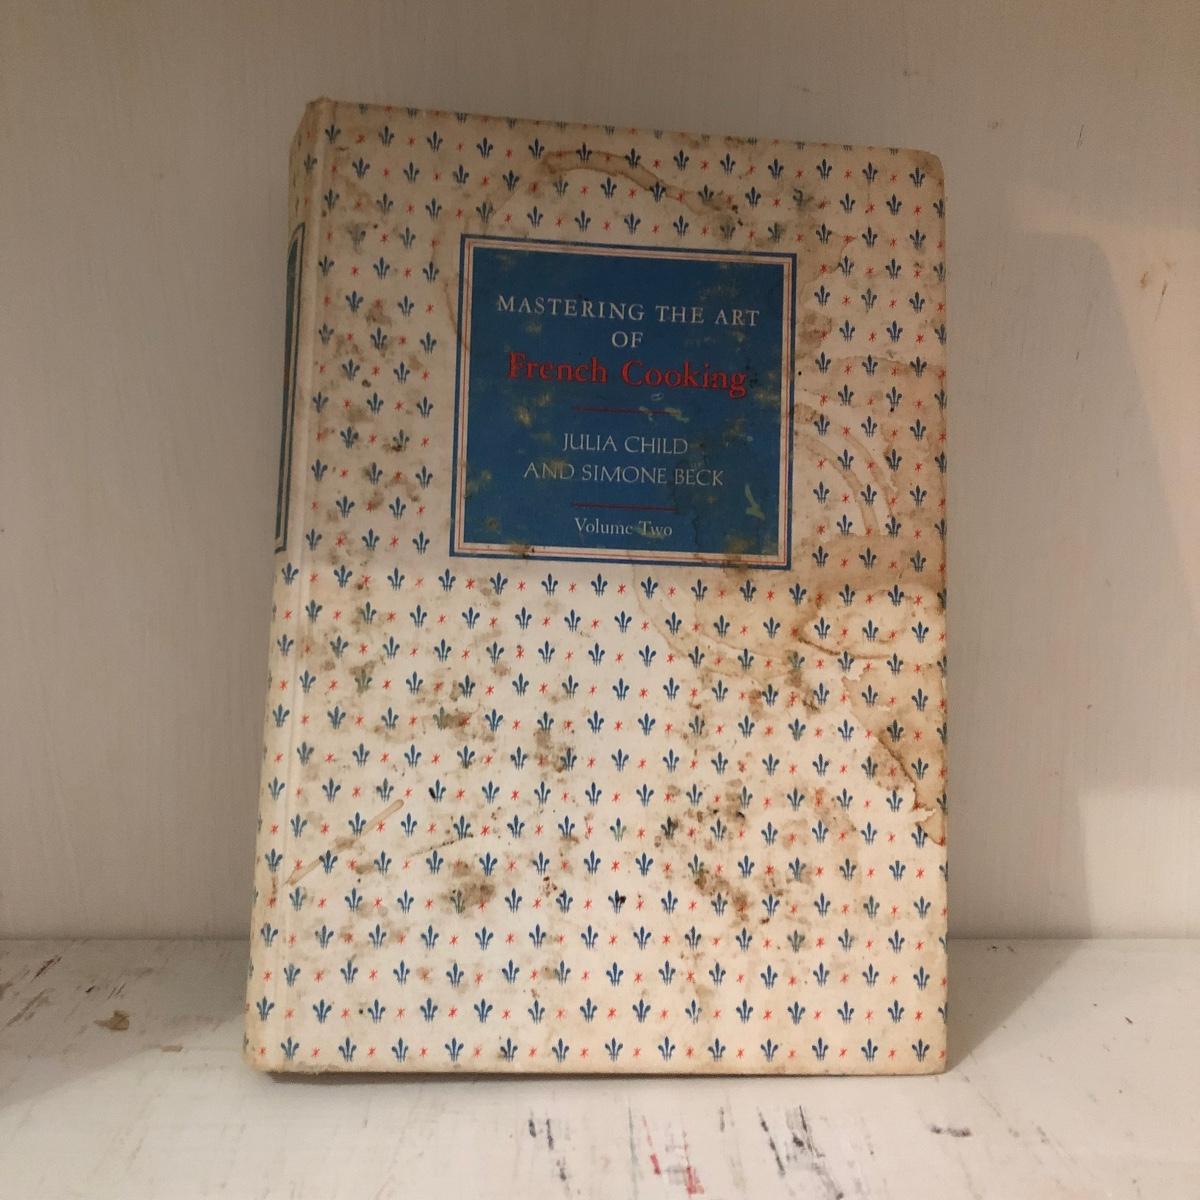 MASTERING THE ART
OF
French Cooking
JULIA CHILD
AND SIMONE BECK
Volume Two